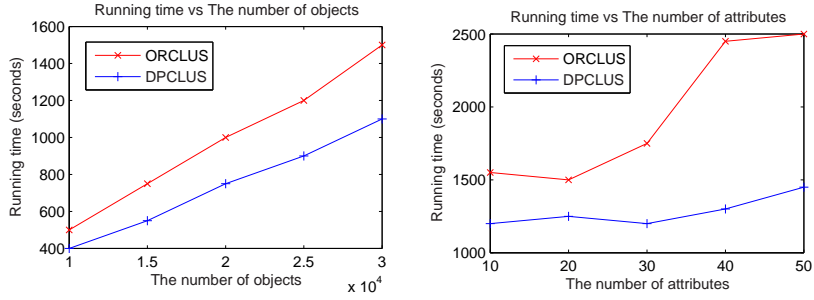 Running time vs The number of objects
1600
1400
1200
1000
800
600
400
Running time (seconds)
ORCLUS
DPCLUS
1 1.5 2 2.5 3
The number of objects
x 10^4
Running time vs The number of attributes
2500
2000
1500
1000
Running time (seconds)
ORCLUS
DPCLUS
10 20 30 40 50
The number of attributes